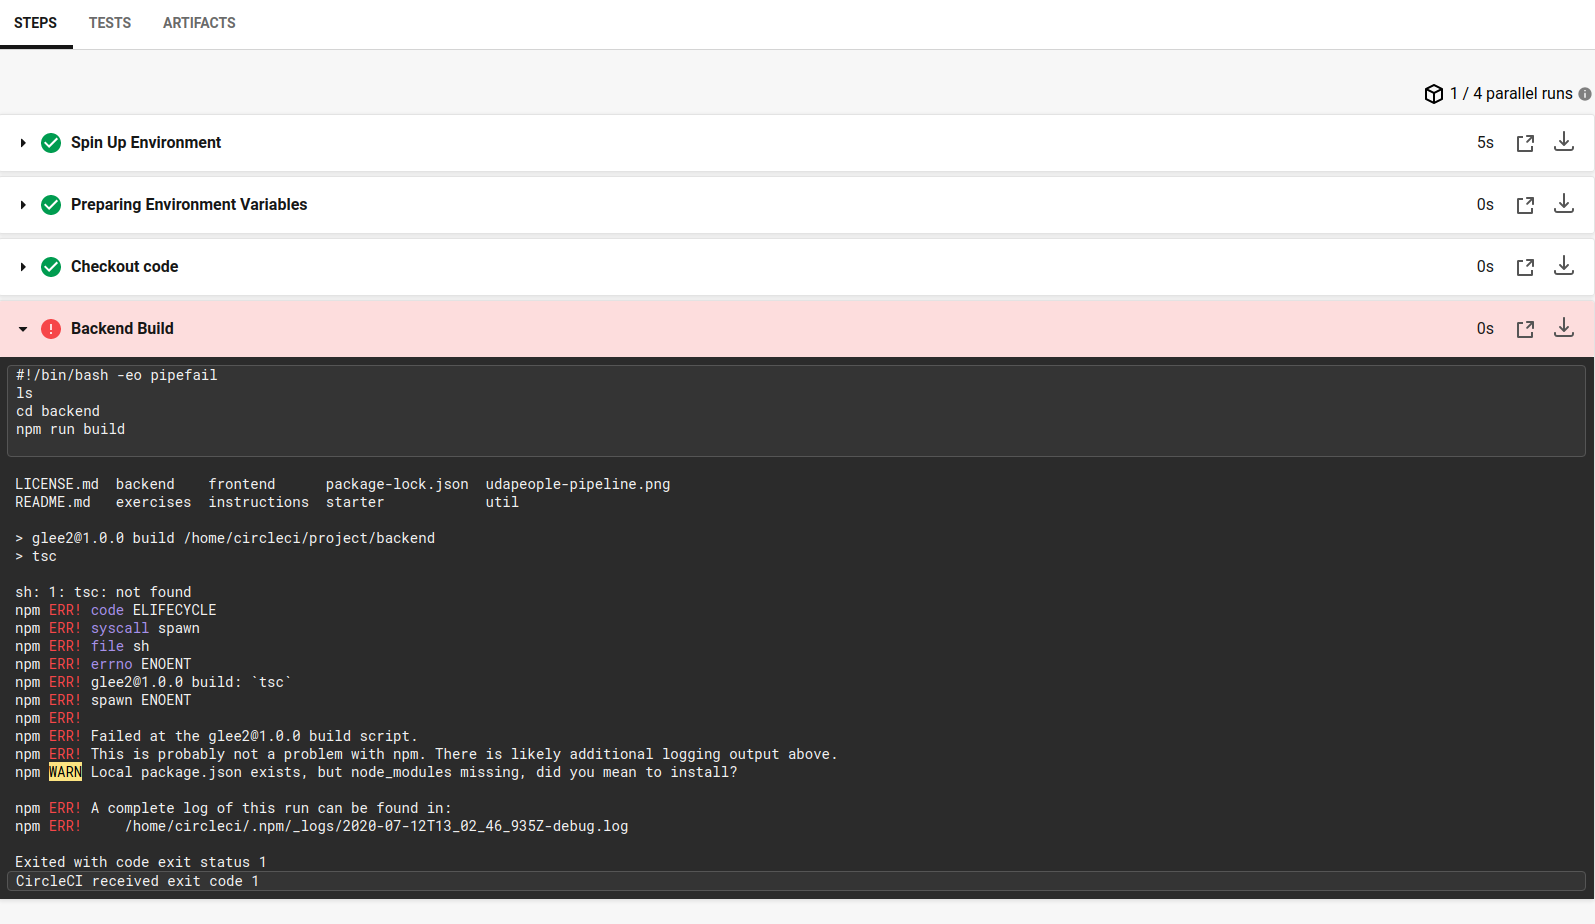 STEPS TESTS ARTIFACTS
1 / 4 parallel runs
Spin Up Environment 5s
Preparing Environment Variables 0s
Checkout code 0s
Backend Build 0s
#!/bin/bash -eo pipefail
ls
cd backend
npm run build
LICENSE.md backend frontend package-lock.json udapeople-pipeline.png
README.md exercises instructions starter util
> glee2@1.0.0 build /home/circleci/project/backend
> tsc
sh: 1: tsc: not found
npm ERR! code ELIFECYCLE
npm ERR! syscall spawn
npm ERR! file sh
npm ERR! errno ENOENT
npm ERR! glee2@1.0.0 build: `tsc`
npm ERR! spawn ENOENT
npm ERR!
npm ERR! Failed at the glee2@1.0.0 build script.
npm ERR! This is probably not a problem with npm. There is likely additional logging output above.
npm WARN Local package.json exists, but node_modules missing, did you mean to install?
npm ERR! A complete log of this run can be found in:
npm ERR!     /home/circleci/.npm/_logs/2020-07-12T13_02_46_935Z-debug.log
Exited with code exit status 1
CircleCI received exit code 1